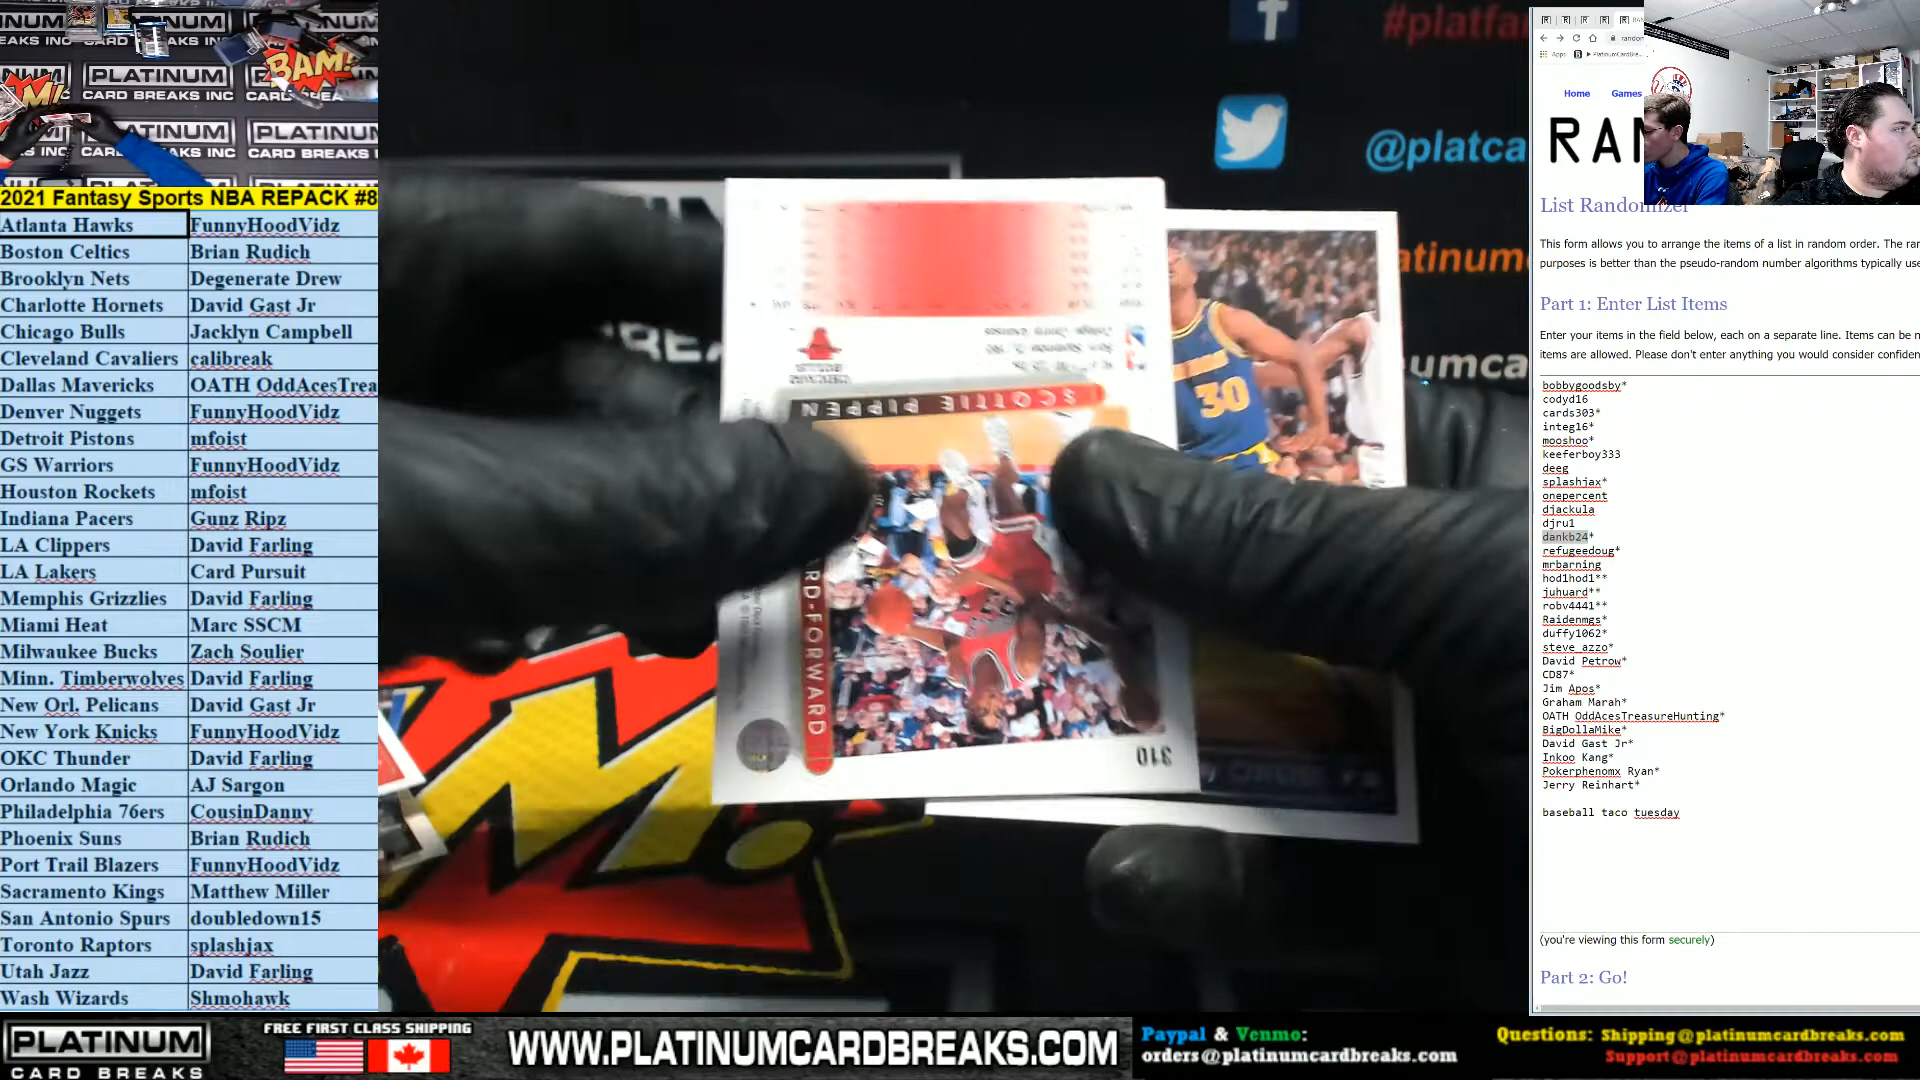 PLATINUM
CARD BREAKS INC
BAM!
2021 Fantasy Sports NBA REPACK #8
Atlanta Hawks FunnyHoodVidz
Boston Celtics Brian Rudich
Brooklyn Nets Degenerate Drew
Charlotte Hornets David Gast Jr
Chicago Bulls Jacklyn Campbell
Cleveland Cavaliers calibreak
Dallas Mavericks OATH OddAcesTrea
Denver Nuggets FunnyHoodVidz
Detroit Pistons mfoist
GS Warriors FunnyHoodVidz
Houston Rockets mfoist
Indiana Pacers Gunz Ripz
LA Clippers David Farling
LA Lakers Card Pursuit
Memphis Grizzlies David Farling
Miami Heat Marc SSCM
Milwaukee Bucks Zach Soulier
Minn. Timberwolves David Farling
New Orl. Pelicans David Gast Jr
New York Knicks FunnyHoodVidz
OKC Thunder David Farling
Orlando Magic AJ Sargon
Philadelphia 76ers CousinDanny
Phoenix Suns Brian Rudich
Port Trail Blazers FunnyHoodVidz
Sacramento Kings Matthew Miller
San Antonio Spurs doubledown15
Toronto Raptors splashjax
Utah Jazz David Farling
Wash Wizards Shmohawk
#platfa
@platca
atinum
umca
REA
SCOTTIE PIPPEN
RD-FORWARD
310
30
Apps PlatinumCardBre
Home Games
RAN
List Randomizer
This form allows you to arrange the items of a list in random order. The ra
purposes is better than the pseudo-random number algorithms typically use
Part 1: Enter List Items
Enter your items in the field below, each on a separate line. Items can be n
items are allowed. Please don't enter anything you would consider confiden
bobbygoodsby*
codyd16
cards303*
integ16*
mooshoo*
keeferboy333
deeg
splashjax*
onepercent
djackula
djru1
dankb24*
refugeedoug*
mrbarning
hod1hod1**
juhuard**
robv4441**
Raidenmgs*
duffy1062*
steve_azzo*
David Petrow*
CD87*
Jim Apos*
Graham Marah*
OATH OddAcesTreasureHunting*
BigDollaMike*
David Gast Jr*
Inkoo Kang*
Pokerphenomx Ryan*
Jerry Reinhart*
baseball taco tuesday
(you're viewing this form securely)
Part 2: Go!
PLATINUM
CARD BREAKS
FREE FIRST CLASS SHIPPING
WWW.PLATINUMCARDBREAKS.COM
Paypal & Venmo:
orders@platinumcardbreaks.com
Questions: Shipping@platinumcardbreaks.com
Support@platinumcardbreaks.com